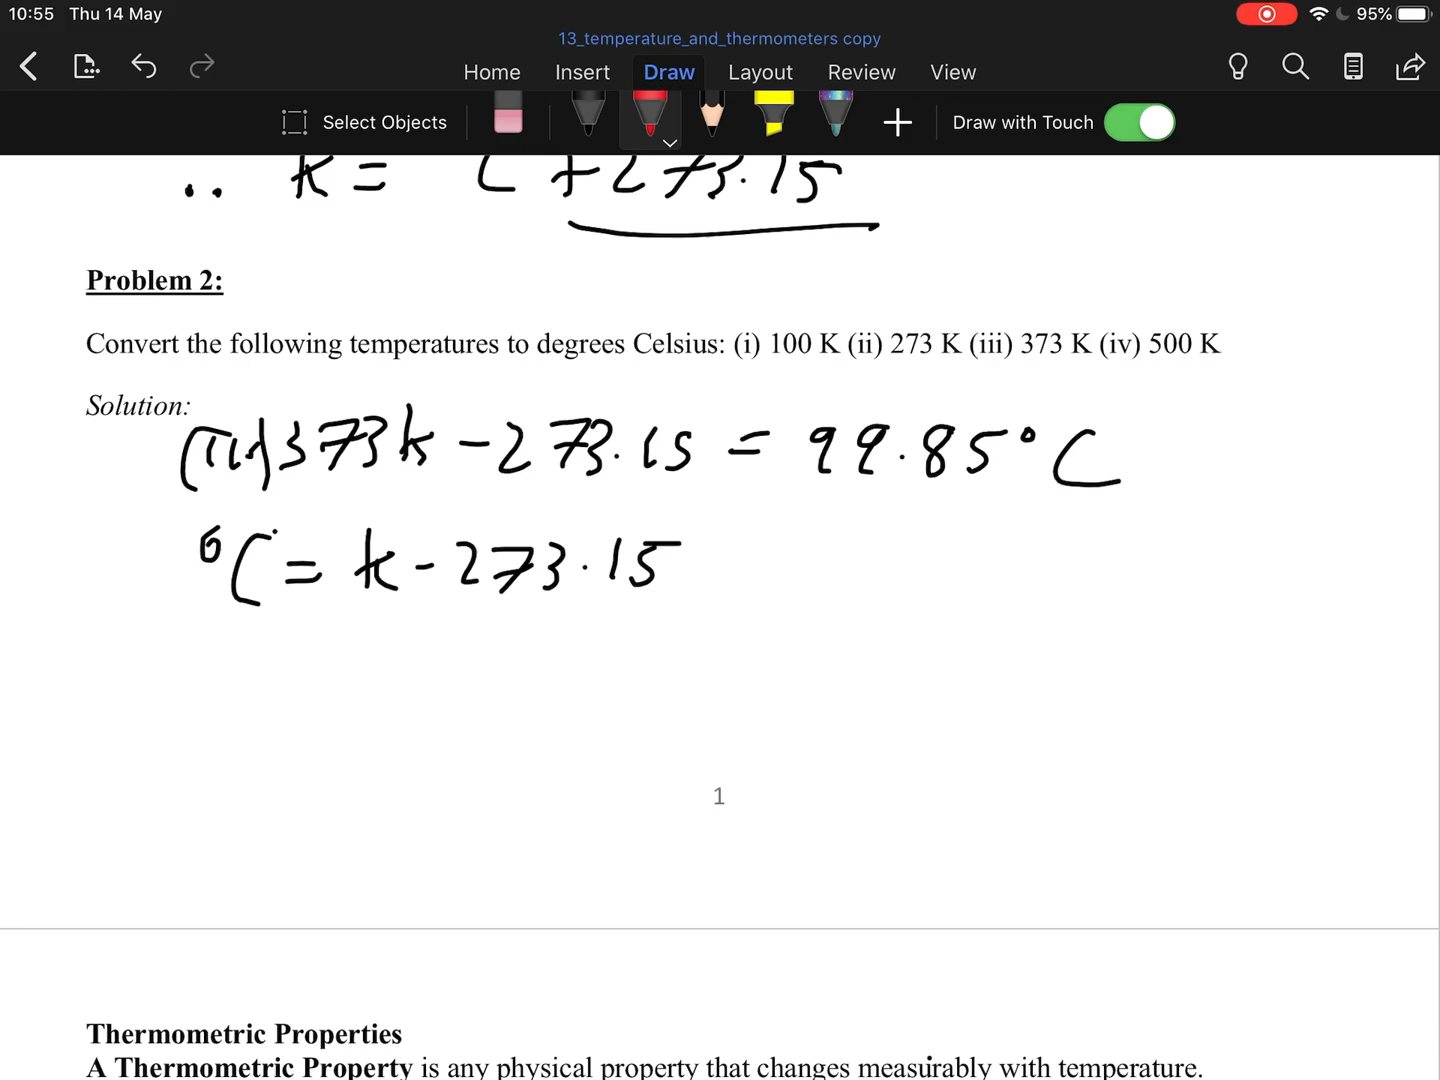 10:55 Thu 14 May 95%
13_temperature_and_thermometers copy
Home Insert Draw Layout Review View
Select Objects Draw with Touch
∴ K = C + 273.15
Problem 2:
Convert the following temperatures to degrees Celsius: (i) 100 K (ii) 273 K (iii) 373 K (iv) 500 K
Solution:
(iii) 373k - 273.15 = 99.85°C
°C = k - 273.15
1
Thermometric Properties
A Thermometric Property is any physical property that changes measurably with temperature.